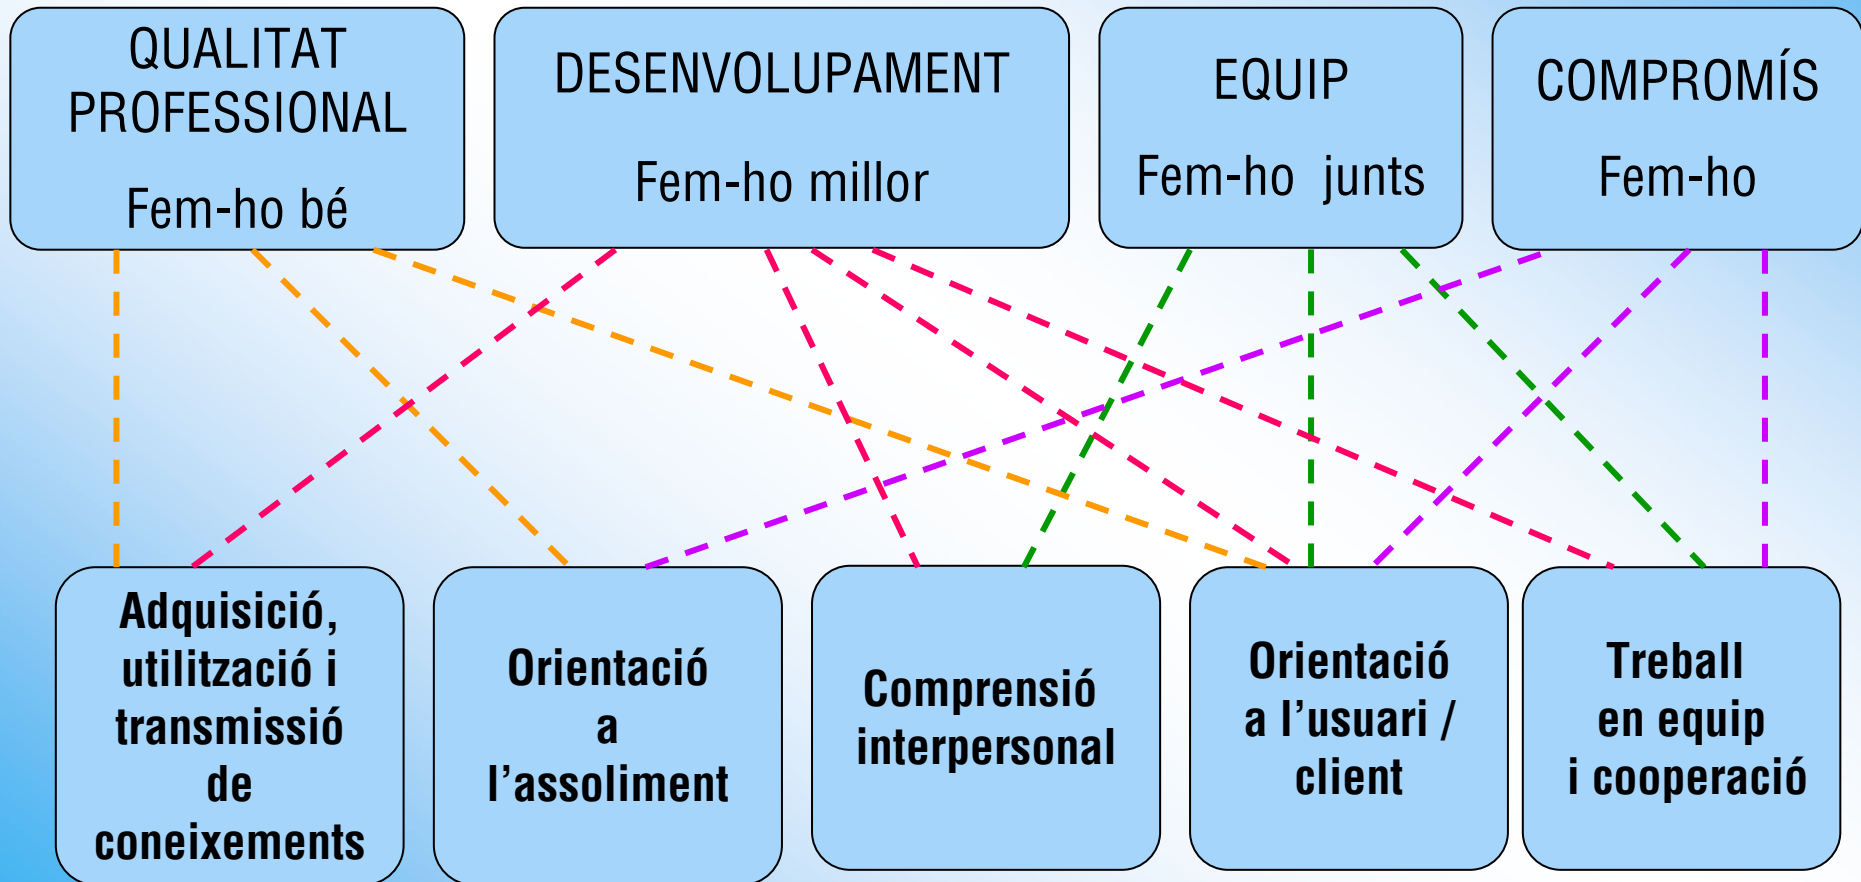 QUALITAT
PROFESSIONAL
Fem-ho bé
DESENVOLUPAMENT
Fem-ho millor
EQUIP
Fem-ho junts
COMPROMÍS
Fem-ho
Adquisició,
utilització i
transmissió
de
coneixements
Orientació
a
l’assoliment
Comprensió
interpersonal
Orientació
a l’usuari /
client
Treball
en equip
i cooperació